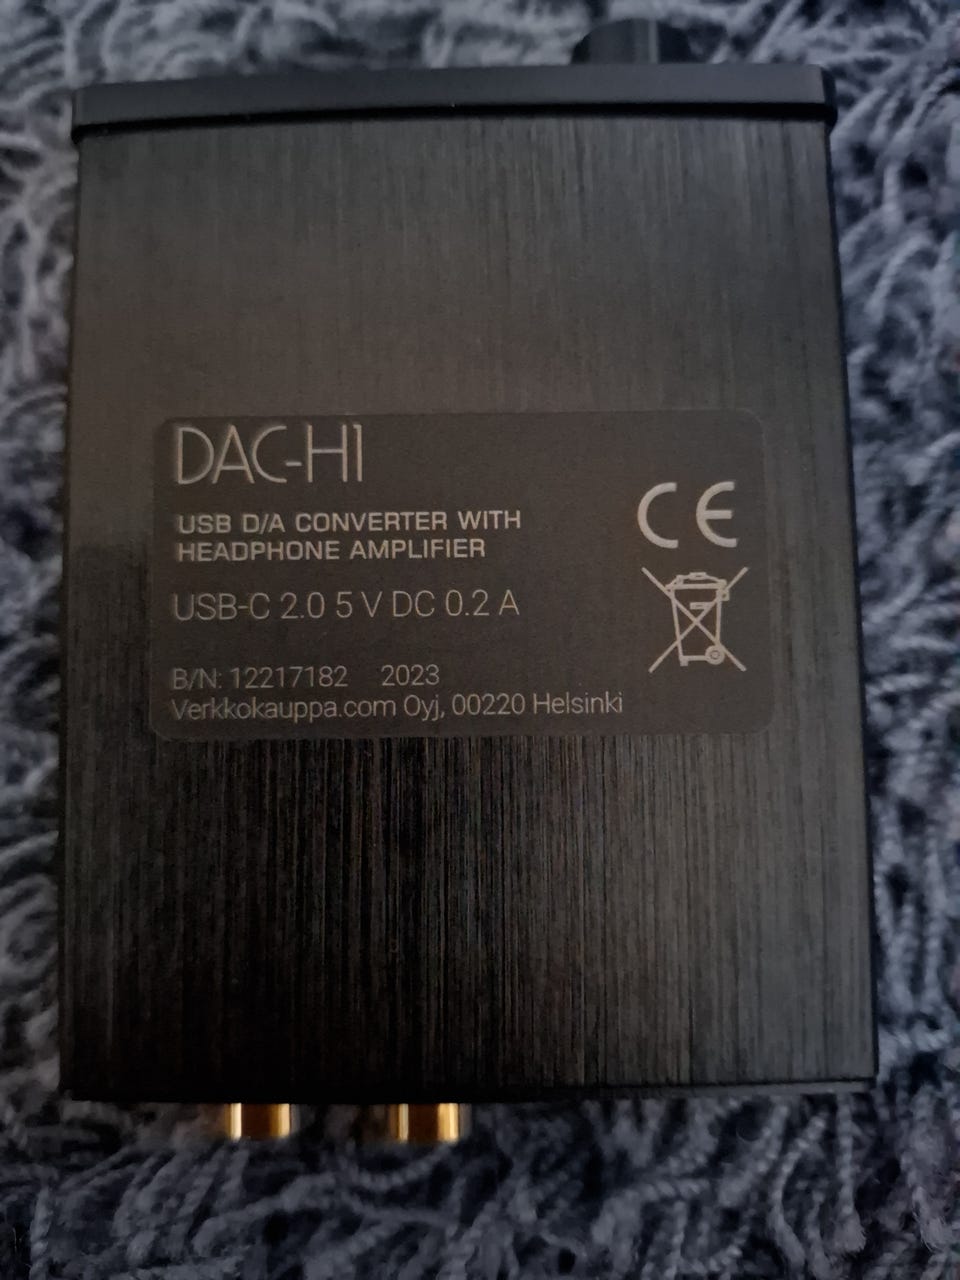 DAC-H1
USB D/A CONVERTER WITH
HEADPHONE AMPLIFIER
CE
USB-C 2.0 5 V DC 0.2 A
B/N: 12217182 2023
Verkkokauppa.com Oyj, 00220 Helsinki